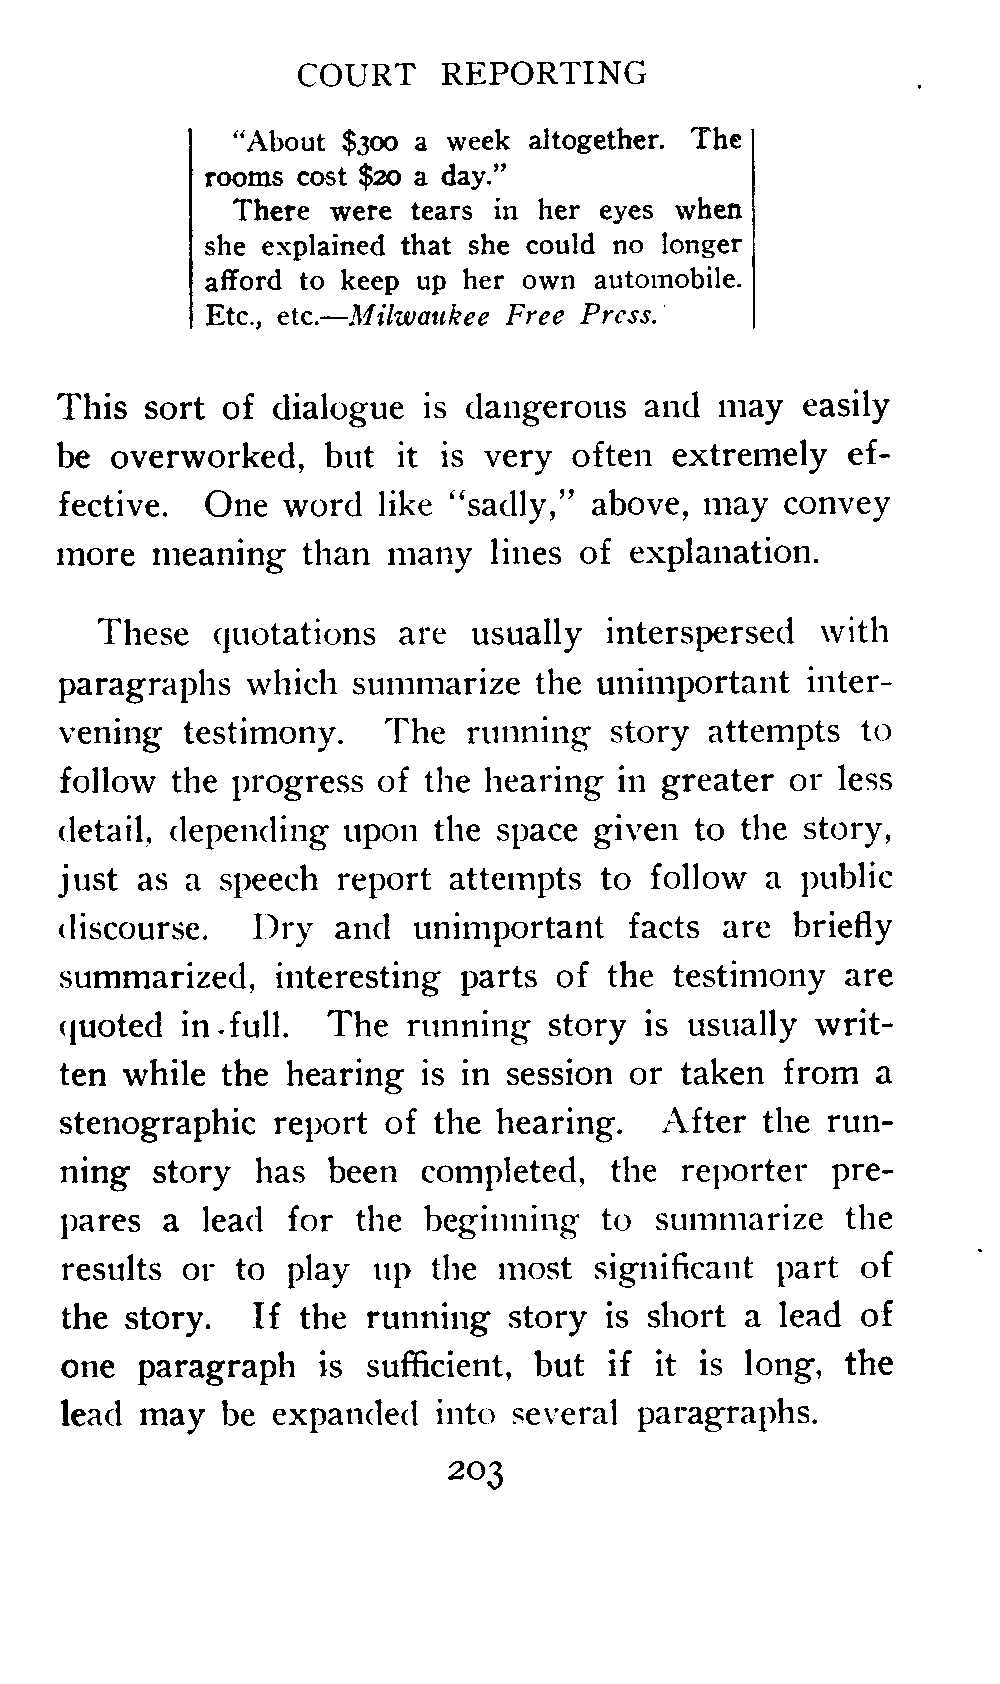 COURT REPORTING
"About $300 a week altogether. The
rooms cost $20 a day."
There were tears in her eyes when
she explained that she could no longer
afford to keep up her own automobile.
Etc., etc.—Milwaukee Free Press.
This sort of dialogue is dangerous and may easily
be overworked, but it is very often extremely ef-
fective. One word like "sadly," above, may convey
more meaning than many lines of explanation.
These quotations are usually interspersed with
paragraphs which summarize the unimportant inter-
vening testimony. The running story attempts to
follow the progress of the hearing in greater or less
detail, depending upon the space given to the story,
just as a speech report attempts to follow a public
discourse. Dry and unimportant facts are briefly
summarized, interesting parts of the testimony are
quoted in full. The running story is usually writ-
ten while the hearing is in session or taken from a
stenographic report of the hearing. After the run-
ning story has been completed, the reporter pre-
pares a lead for the beginning to summarize the
results or to play up the most significant part of
the story. If the running story is short a lead of
one paragraph is sufficient, but if it is long, the
lead may be expanded into several paragraphs.
203